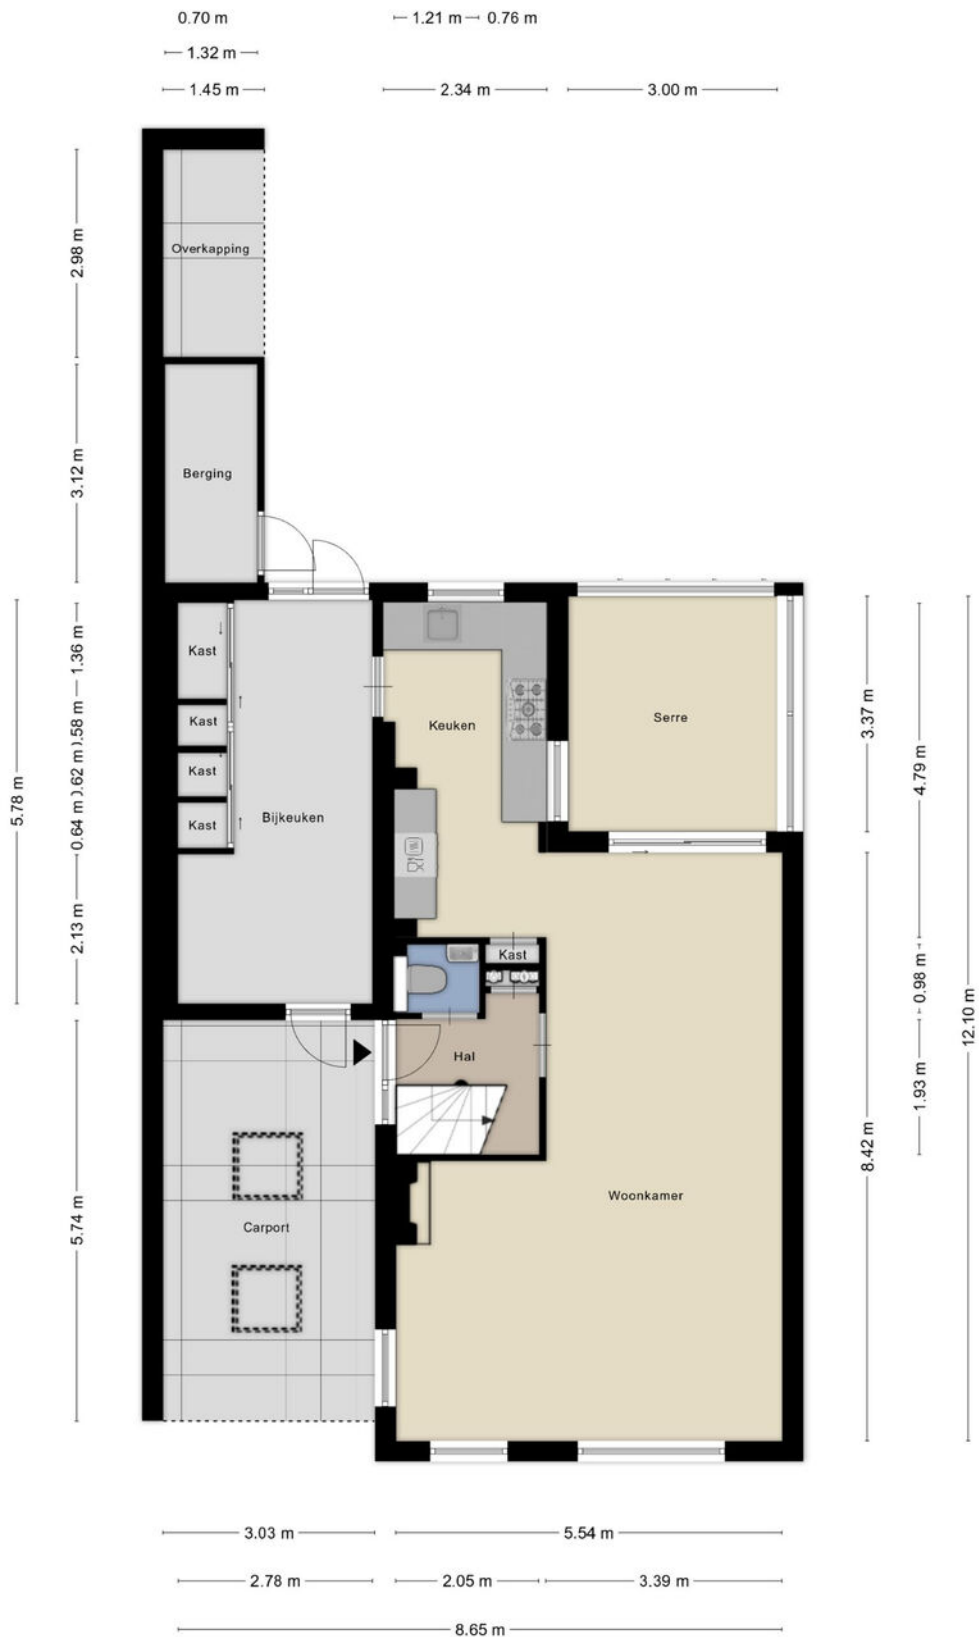 0.70 m
1.21 m 0.76 m
1.32 m
1.45 m 2.34 m 3.00 m
2.98 m
Overkapping
3.12 m
Berging
1.36 m
Kast
0.62 m
Kast
Kast
0.64 m
Kast
5.78 m
Bijkeuken
2.13 m
Keuken
Serre
3.37 m
4.79 m
Kast
0.98 m
12.10 m
Hal
1.93 m
8.42 m
Woonkamer
5.74 m
Carport
3.03 m 5.54 m
2.78 m 2.05 m 3.39 m
8.65 m